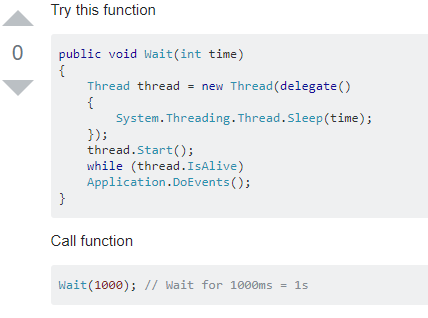 Try this function
0
public void Wait(int time)
{
    Thread thread = new Thread(delegate()
    {
        System.Threading.Thread.Sleep(time);
    });
    thread.Start();
    while (thread.IsAlive)
    Application.DoEvents();
}
Call function
Wait(1000); // Wait for 1000ms = 1s